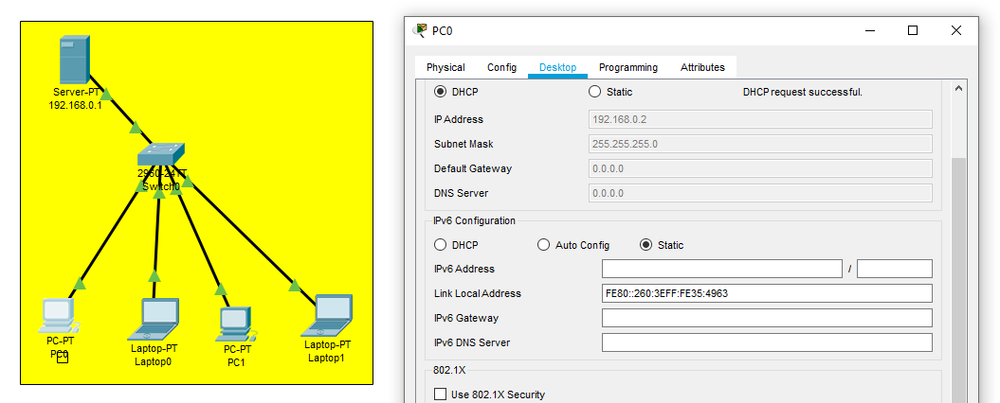 Server-PT
192.168.0.1
2950-24TT
Switch0
PC-PT
PC0
Laptop-PT
Laptop0
PC-PT
PC1
Laptop-PT
Laptop1
PC0
Physical Config Desktop Programming Attributes
DHCP Static DHCP request successful.
IP Address 192.168.0.2
Subnet Mask 255.255.255.0
Default Gateway 0.0.0.0
DNS Server 0.0.0.0
IPv6 Configuration
DHCP Auto Config Static
IPv6 Address /
Link Local Address FE80::260:3EFF:FE35:4963
IPv6 Gateway
IPv6 DNS Server
802.1X
Use 802.1X Security